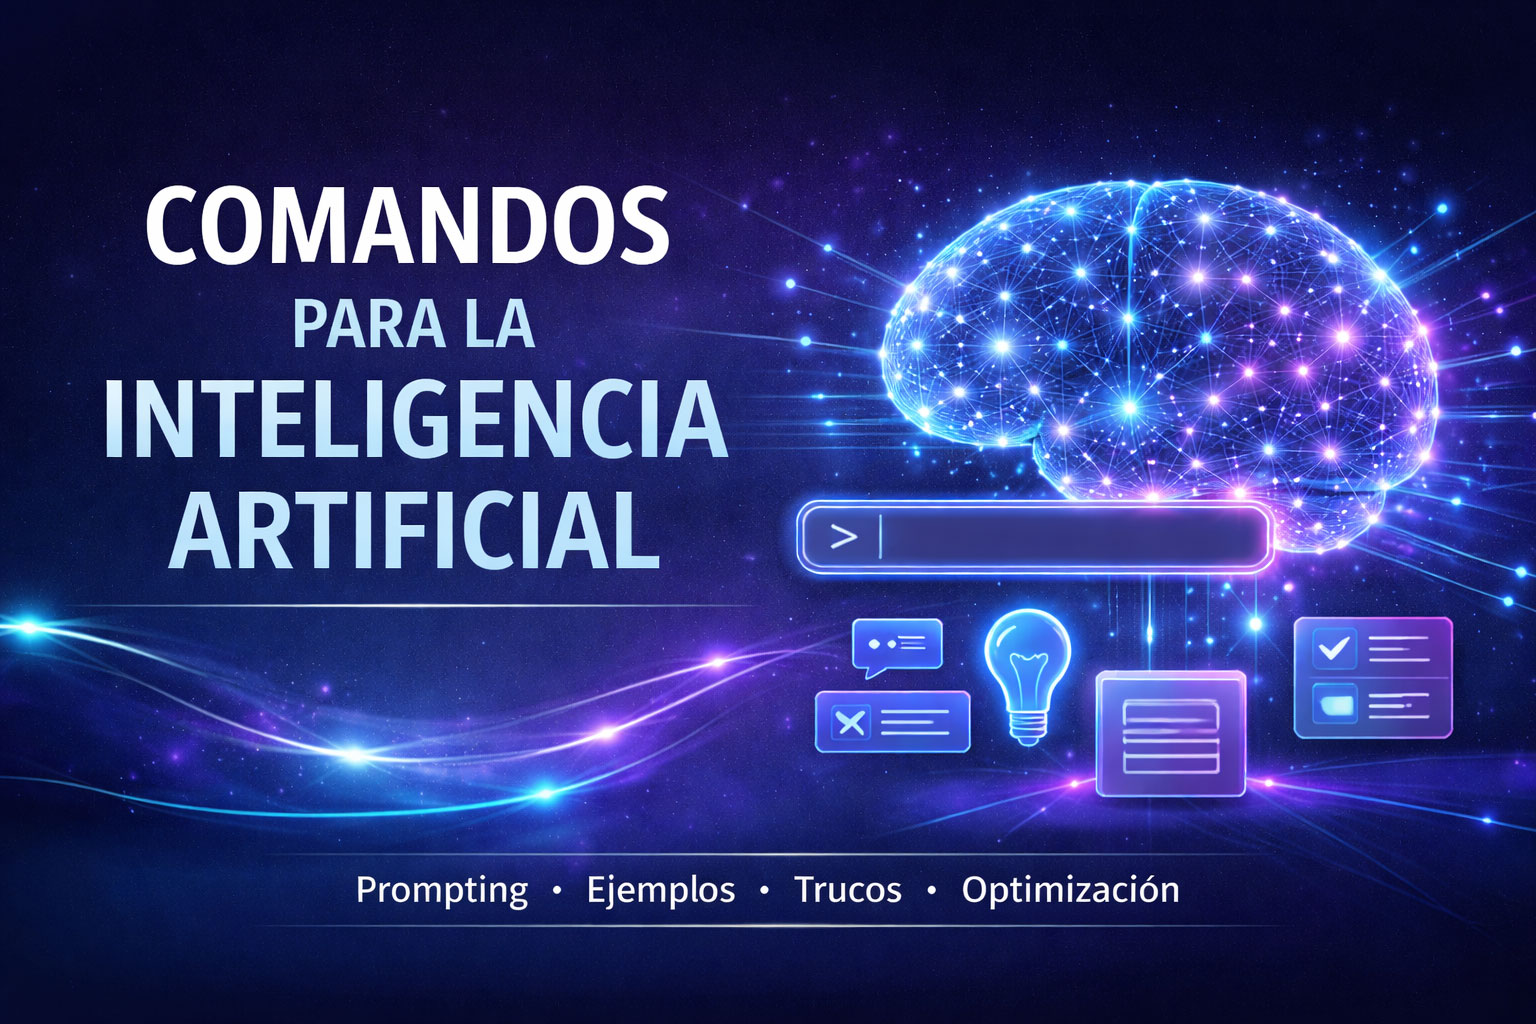 COMANDOS
PARA LA
INTELIGENCIA
ARTIFICIAL
>
Prompting • Ejemplos • Trucos • Optimización